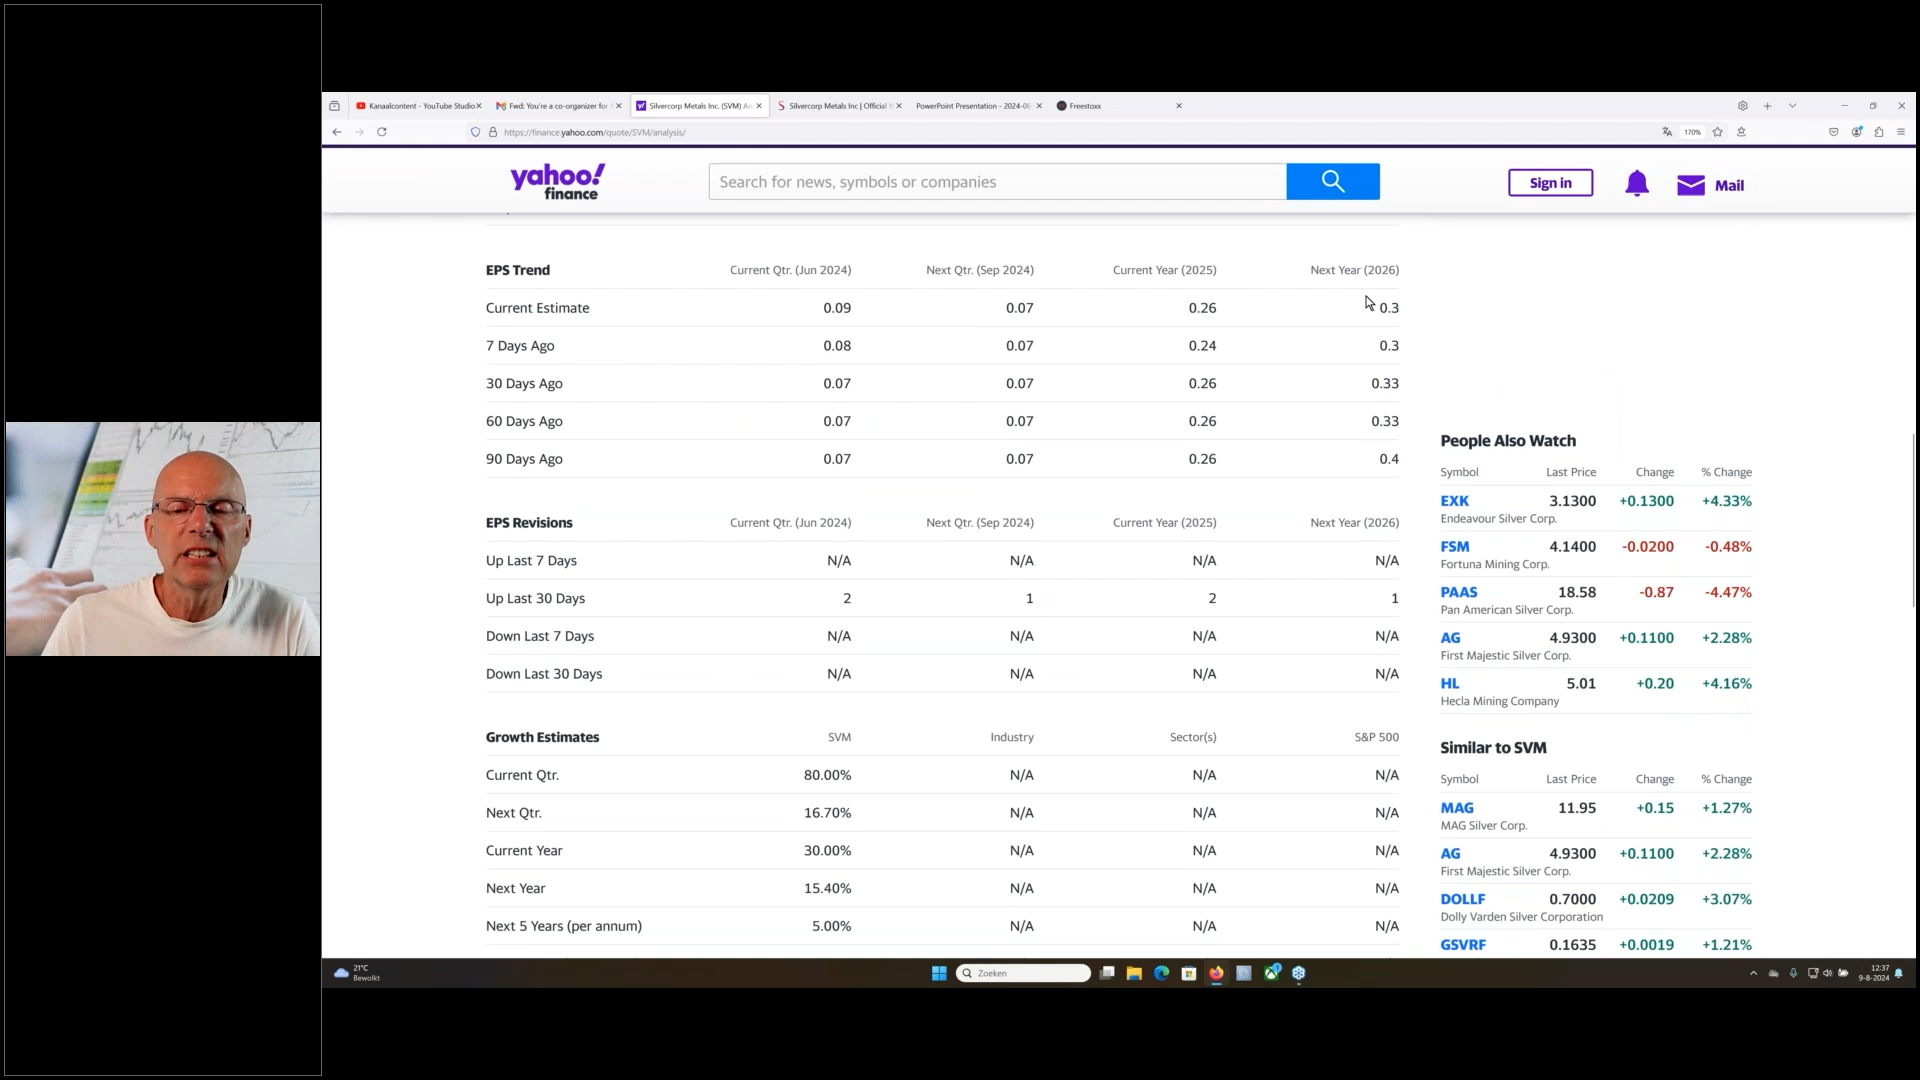 Kanaalcontent - YouTube Studio
Fwd: You're a co-organizer for
Silvercorp Metals Inc. (SVM) An
Silvercorp Metals Inc | Official
PowerPoint Presentation - 2024-06
Freestoxx
https://finance.yahoo.com/quote/SVM/analysis/
170%
yahoo!
finance
Search for news, symbols or companies
Sign in
Mail
EPS Trend Current Qtr. (Jun 2024) Next Qtr. (Sep 2024) Current Year (2025) Next Year (2026)
Current Estimate 0.09 0.07 0.26 0.3
7 Days Ago 0.08 0.07 0.24 0.3
30 Days Ago 0.07 0.07 0.26 0.33
60 Days Ago 0.07 0.07 0.26 0.33
90 Days Ago 0.07 0.07 0.26 0.4
EPS Revisions Current Qtr. (Jun 2024) Next Qtr. (Sep 2024) Current Year (2025) Next Year (2026)
Up Last 7 Days N/A N/A N/A N/A
Up Last 30 Days 2 1 2 1
Down Last 7 Days N/A N/A N/A N/A
Down Last 30 Days N/A N/A N/A N/A
Growth Estimates SVM Industry Sector(s) S&P 500
Current Qtr. 80.00% N/A N/A N/A
Next Qtr. 16.70% N/A N/A N/A
Current Year 30.00% N/A N/A N/A
Next Year 15.40% N/A N/A N/A
Next 5 Years (per annum) 5.00% N/A N/A N/A
People Also Watch
Symbol Last Price Change % Change
EXK 3.1300 +0.1300 +4.33%
Endeavour Silver Corp.
FSM 4.1400 -0.0200 -0.48%
Fortuna Mining Corp.
PAAS 18.58 -0.87 -4.47%
Pan American Silver Corp.
AG 4.9300 +0.1100 +2.28%
First Majestic Silver Corp.
HL 5.01 +0.20 +4.16%
Hecla Mining Company
Similar to SVM
Symbol Last Price Change % Change
MAG 11.95 +0.15 +1.27%
MAG Silver Corp.
AG 4.9300 +0.1100 +2.28%
First Majestic Silver Corp.
DOLLF 0.7000 +0.0209 +3.07%
Dolly Varden Silver Corporation
GSVRF 0.1635 +0.0019 +1.21%
21°C
Bewolkt
Zoeken
12:37
9-8-2024